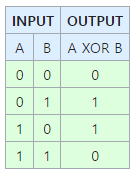 INPUT OUTPUT
A B A XOR B
0 0 0
0 1 1
1 0 1
1 1 0